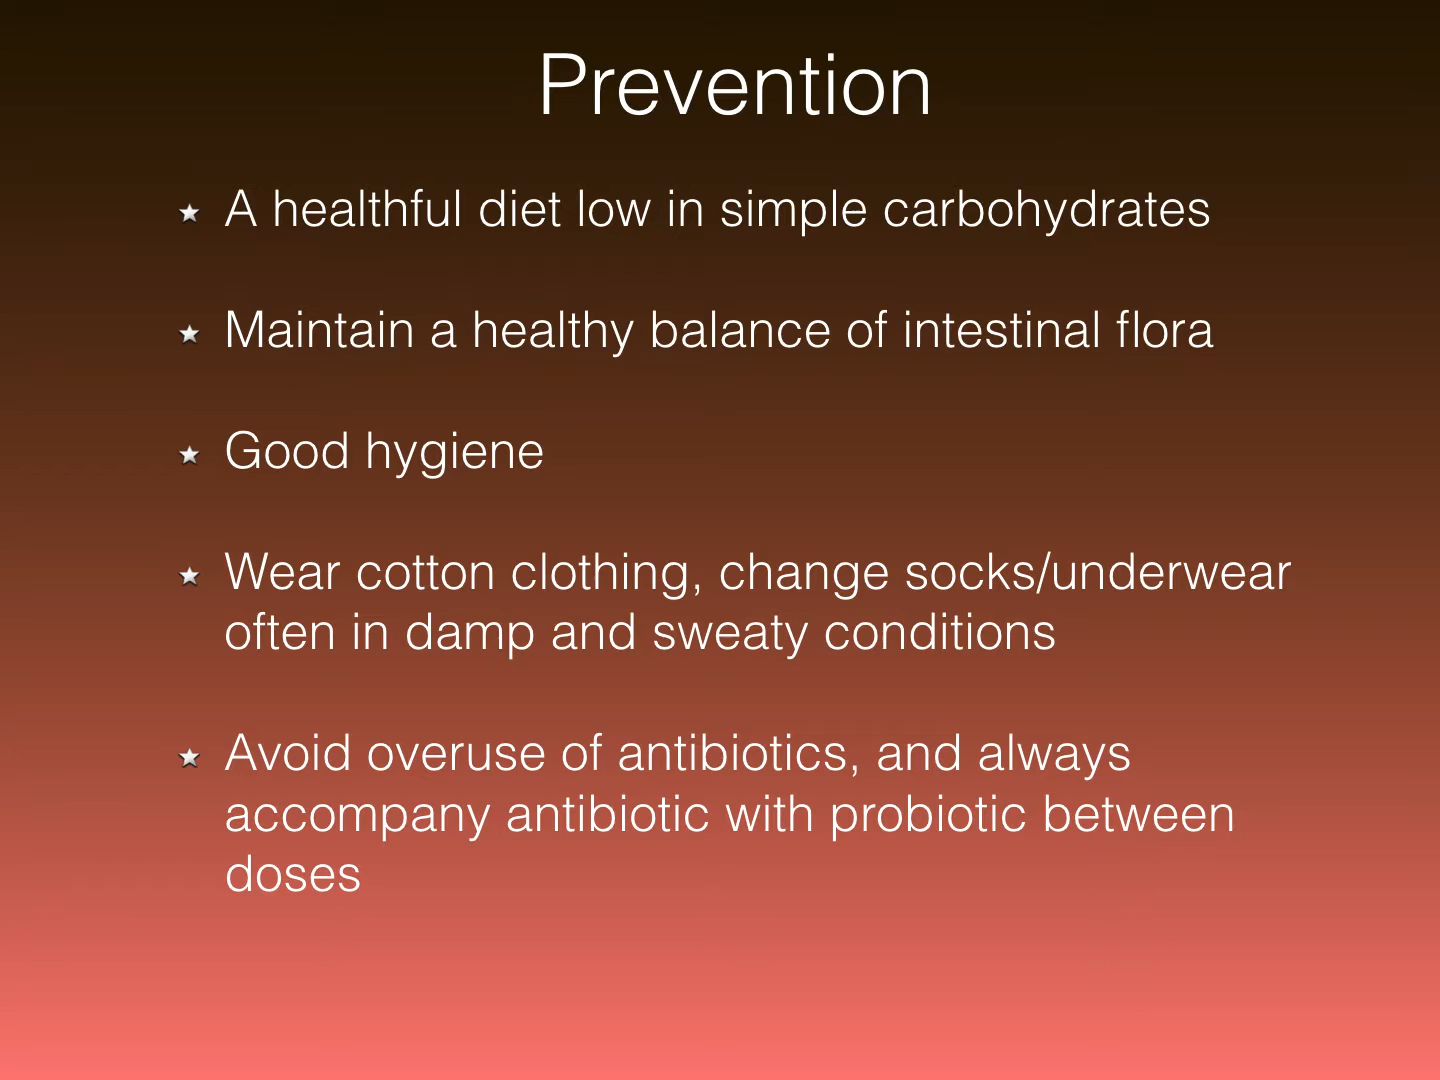 Prevention
A healthful diet low in simple carbohydrates
Maintain a healthy balance of intestinal flora
Good hygiene
Wear cotton clothing, change socks/underwear
often in damp and sweaty conditions
Avoid overuse of antibiotics, and always
accompany antibiotic with probiotic between
doses